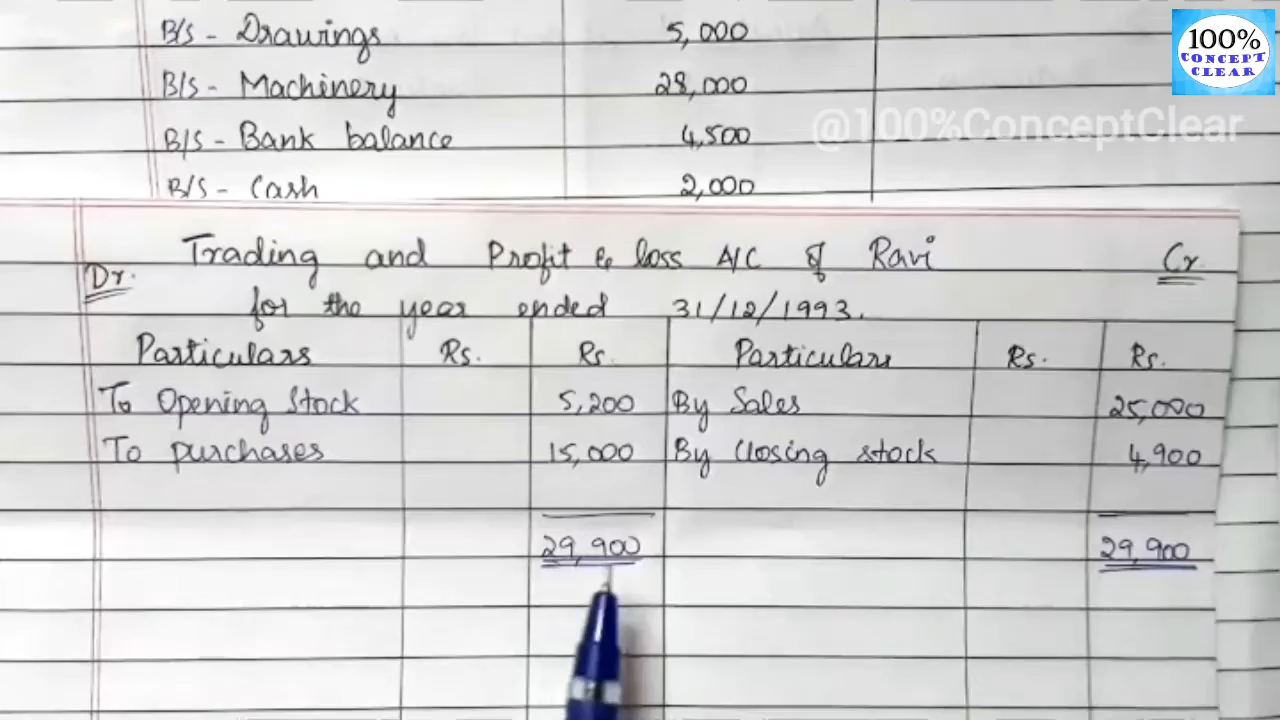 B/S - Drawings 5,000
B/S - Machinery 28,000
B/S - Bank balance 4,500
B/S - Cash 2,000
100%
CONCEPT
CLEAR
@100%ConceptClear
Trading and Profit & loss A/C of Ravi
Dr. Cr.
for the year ended 31/12/1993.
Particulars Rs. Rs. Particulars Rs. Rs.
To Opening Stock 5,200 By Sales 25,000
To purchases 15,000 By Closing stock 4,900
29,900 29,900